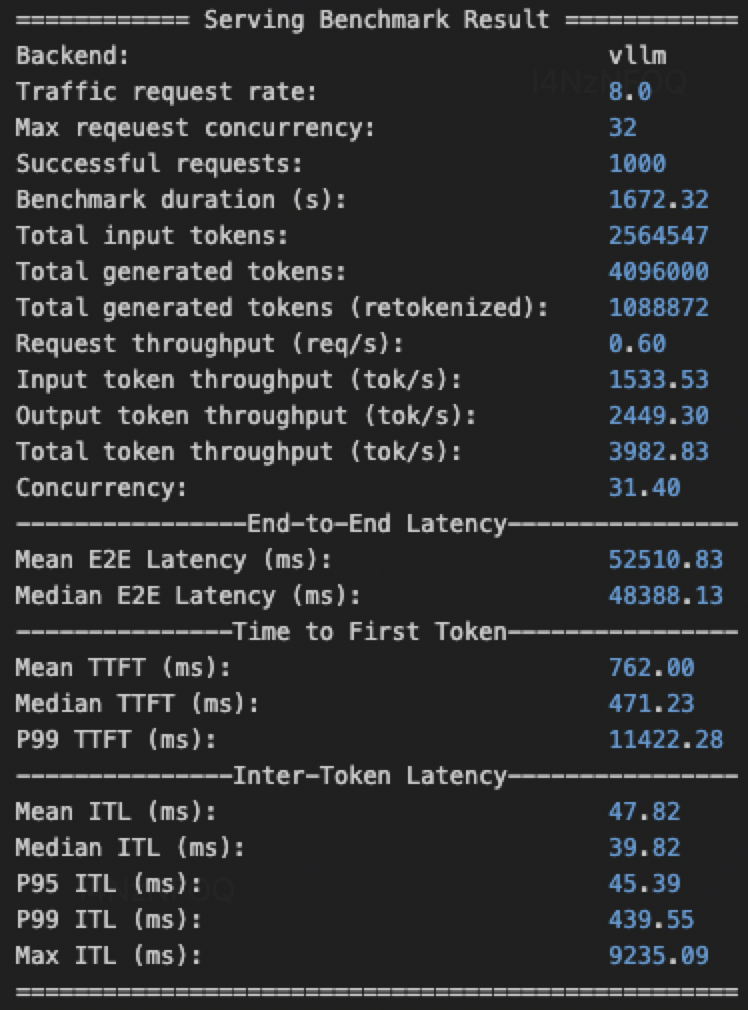 ============ Serving Benchmark Result ============
Backend: vllm
Traffic request rate: 8.0
Max reqeuest concurrency: 32
Successful requests: 1000
Benchmark duration (s): 1672.32
Total input tokens: 2564547
Total generated tokens: 4096000
Total generated tokens (retokenized): 1088872
Request throughput (req/s): 0.60
Input token throughput (tok/s): 1533.53
Output token throughput (tok/s): 2449.30
Total token throughput (tok/s): 3982.83
Concurrency: 31.40
----------------End-to-End Latency----------------
Mean E2E Latency (ms): 52510.83
Median E2E Latency (ms): 48388.13
---------------Time to First Token----------------
Mean TTFT (ms): 762.00
Median TTFT (ms): 471.23
P99 TTFT (ms): 11422.28
---------------Inter-Token Latency----------------
Mean ITL (ms): 47.82
Median ITL (ms): 39.82
P95 ITL (ms): 45.39
P99 ITL (ms): 439.55
Max ITL (ms): 9235.09
==================================================